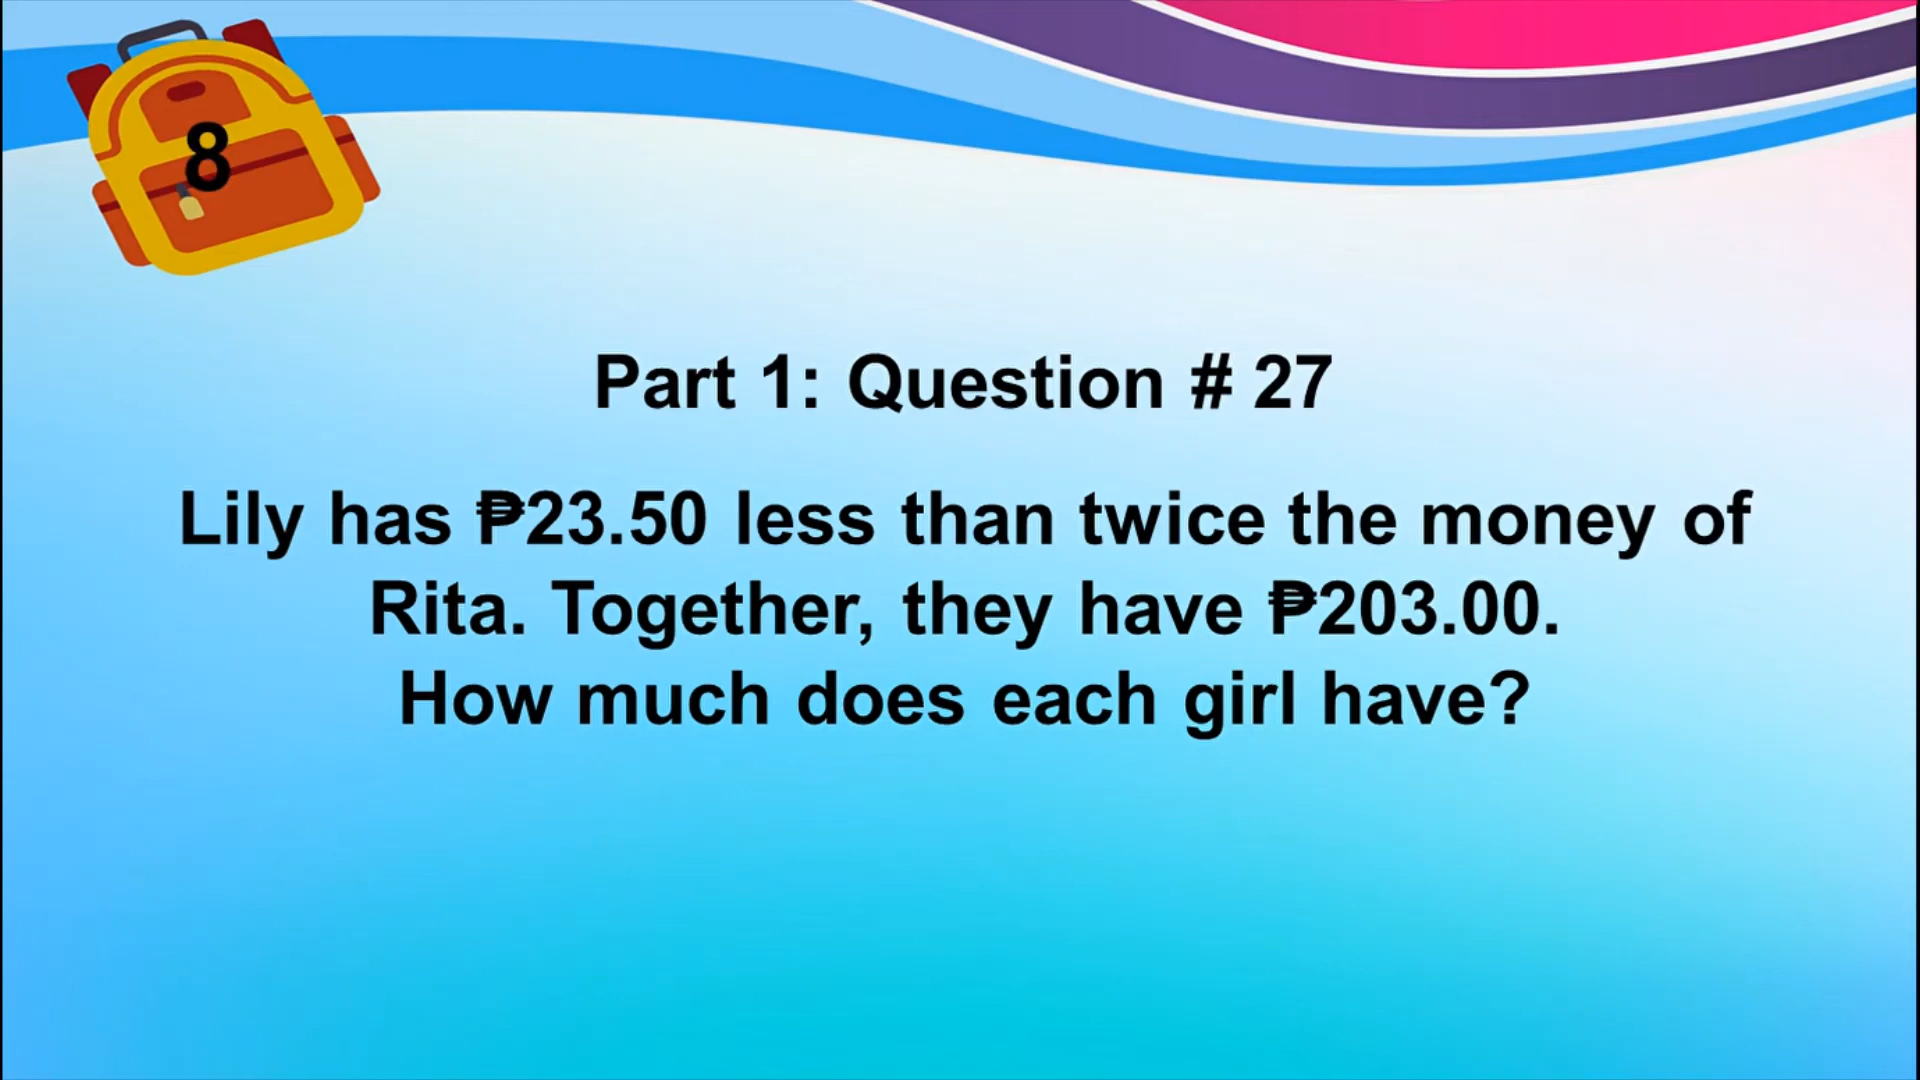 8
Part 1: Question # 27
Lily has ₱23.50 less than twice the money of
Rita. Together, they have ₱203.00.
How much does each girl have?